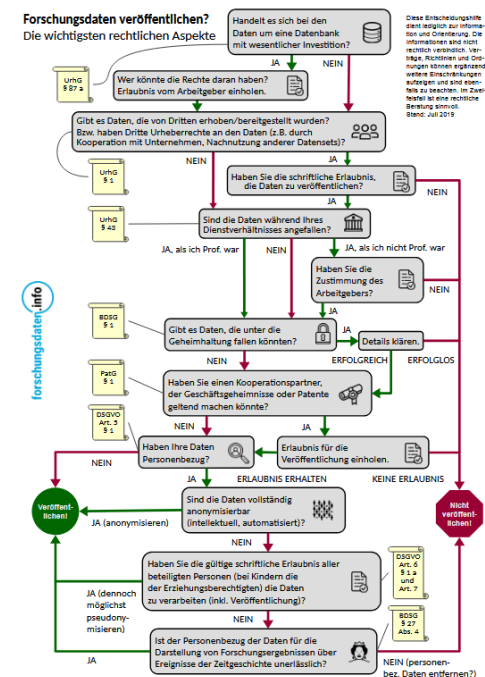 Forschungsdaten veröffentlichen?
Die wichtigsten rechtlichen Aspekte
Diese Entscheidungshilfe
dient lediglich zur Information
und Orientierung. Die
Informationen sind nicht
rechtlich verbindlich. Ver-
träge, Richtlinien und Ord-
nungen können ergänzend
weitere Einschränkungen
aufzeigen und sind eben-
falls zu beachten. Im Zwei-
felsfall ist eine rechtliche
Beratung sinnvoll.
Stand: Juli 2019
Handelt es sich bei den
Daten um eine Datenbank
mit wesentlicher Investition?
JA
NEIN
UrhG
§ 87 a
Wer könnte die Rechte daran haben?
Erlaubnis vom Arbeitgeber einholen.
Gibt es Daten, die von Dritten erhoben/bereitgestellt wurden?
Bzw. haben Dritte Urheberrechte an den Daten (z.B. durch
Kooperation mit Unternehmen, Nachnutzung anderer Datensets)?
NEIN
JA
UrhG
§ 1
Haben Sie die schriftliche Erlaubnis,
die Daten zu veröffentlichen?
NEIN
JA
UrhG
§ 43
Sind die Daten während Ihres
Dienstverhältnisses angefallen?
JA, als ich Prof. war
NEIN
JA, als ich nicht Prof. war
Haben Sie die
Zustimmung des
Arbeitgebers?
NEIN
JA
forschungsdaten.info
BDSG
§ 1
Gibt es Daten, die unter die
Geheimhaltung fallen könnten?
JA
Details klären.
NEIN
ERFOLGREICH
ERFOLGLOS
PatG
§ 1
Haben Sie einen Kooperationspartner,
der Geschäftsgeheimnisse oder Patente
geltend machen könnte?
NEIN
JA
DSGVO
Art. 5
§ 1
Haben Ihre Daten
Personenbezug?
Erlaubnis für die
Veröffentlichung einholen.
NEIN
JA
ERLAUBNIS ERHALTEN
KEINE ERLAUBNIS
Veröffent-
lichen!
Nicht
veröffent-
lichen!
Sind die Daten vollständig
anonymisierbar
(intellektuell, automatisiert)?
JA (anonymisieren)
NEIN
Haben Sie die gültige schriftliche Erlaubnis aller
beteiligten Personen (bei Kindern die
der Erziehungsberechtigten) die Daten
zu verarbeiten (inkl. Veröffentlichung)?
DSGVO
Art. 6
§ 1 a
und
Art. 7
JA (dennoch
möglichst
pseudony-
misieren)
NEIN
BDSG
§ 27
Abs. 4
Ist der Personenbezug der Daten für die
Darstellung von Forschungsergebnissen über
Ereignisse der Zeitgeschichte unerlässlich?
JA
NEIN (personen-
bez. Daten entfernen?)